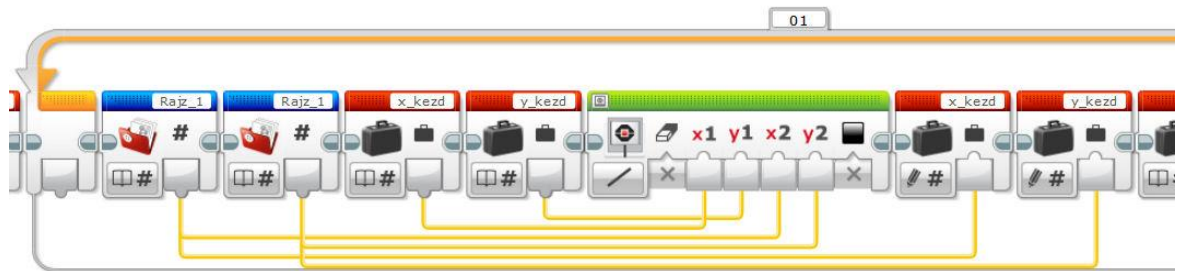 01
Rajz_1 Rajz_1 x_kezd y_kezd x_kezd y_kezd
# # x1 y1 x2 y2
# # # # # # #